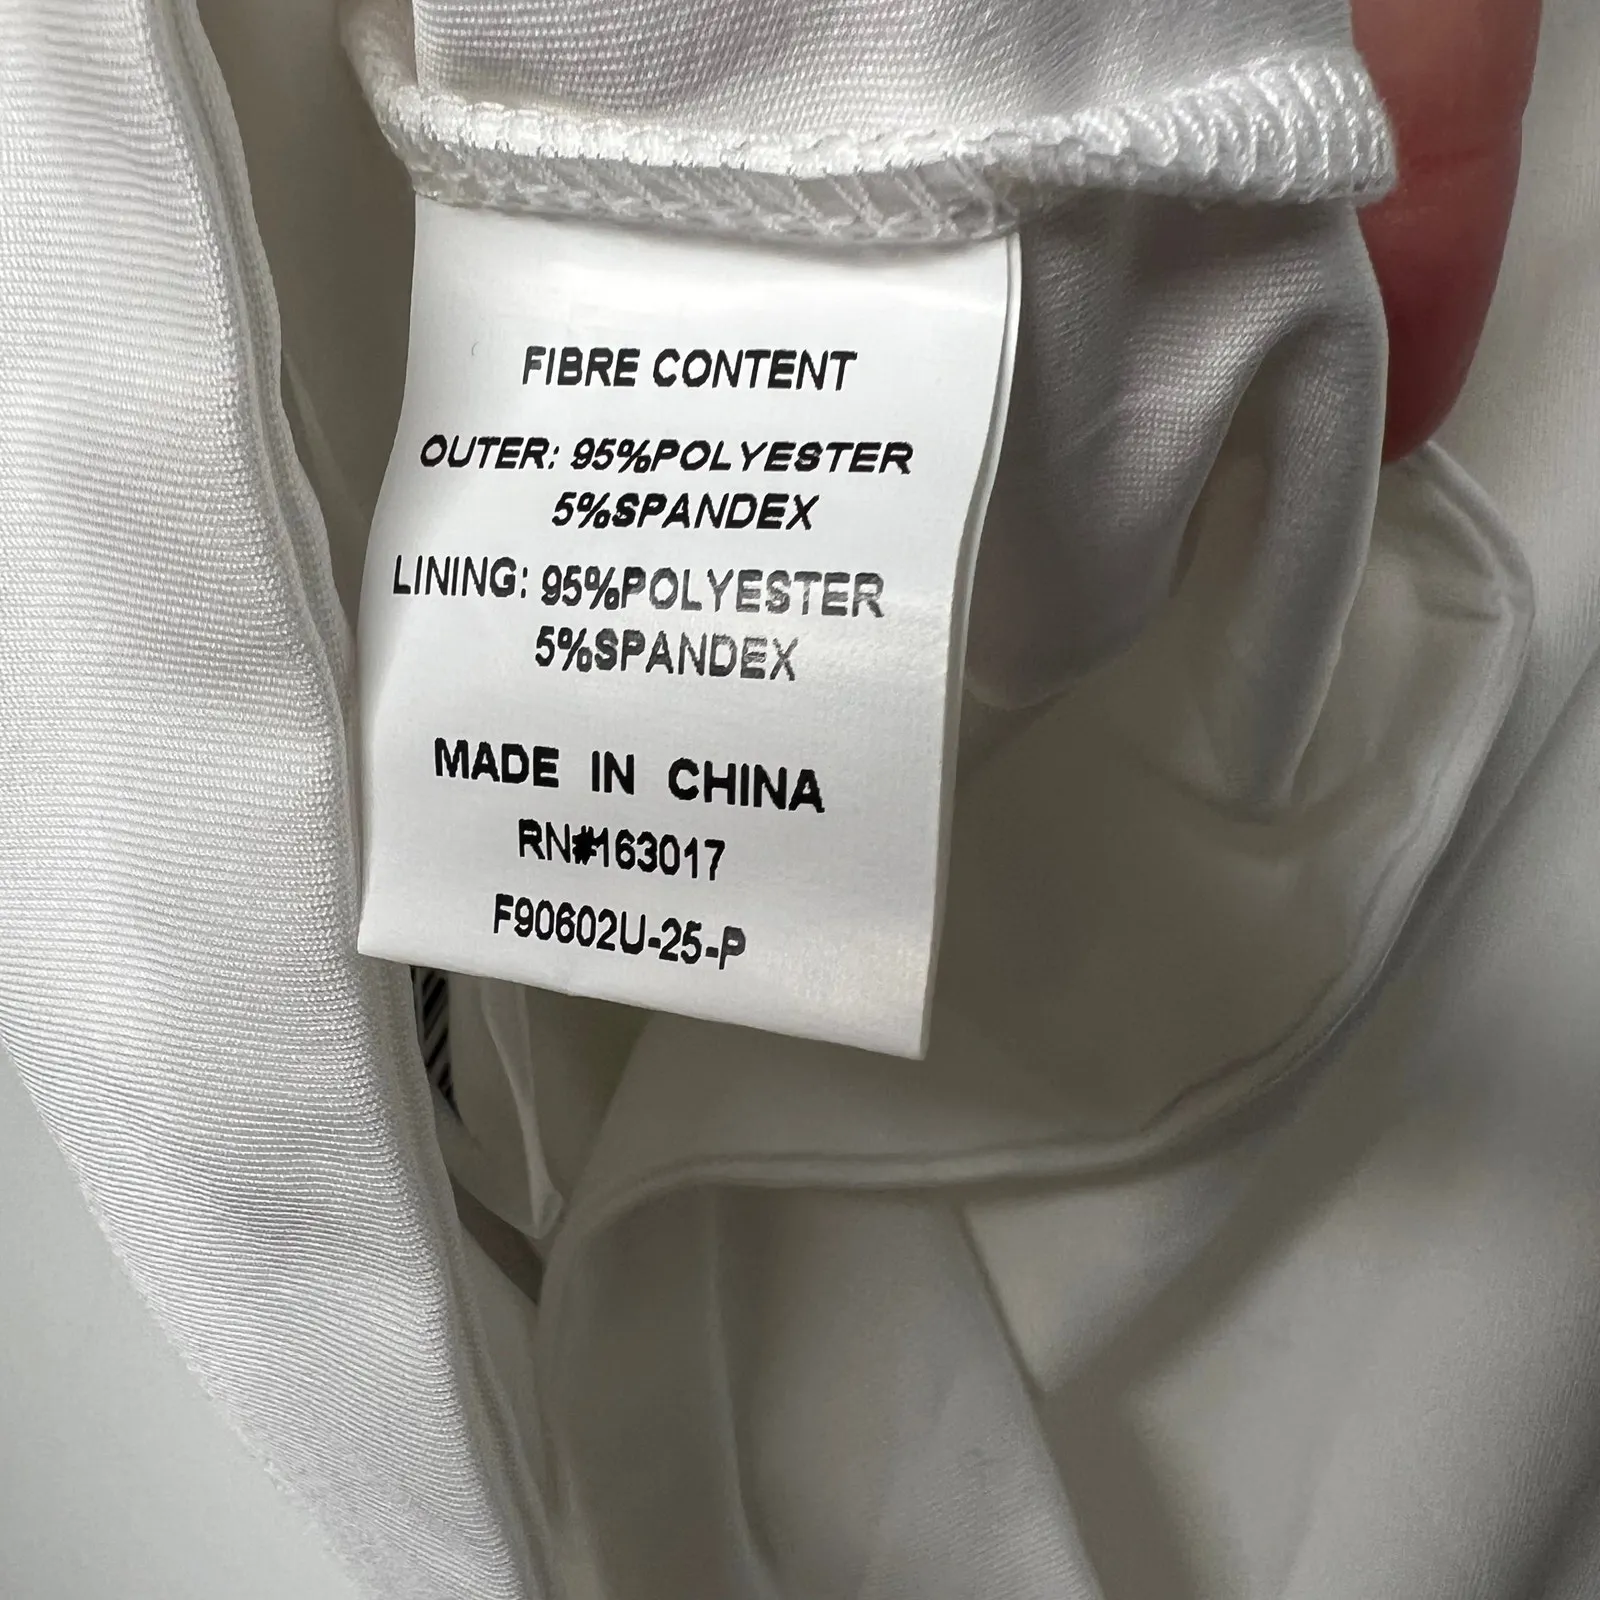 FIBRE CONTENT
OUTER: 95%POLYESTER
5%SPANDEX
LINING: 95%POLYESTER
5%SPANDEX
MADE IN CHINA
RN#163017
F90602U-25-P